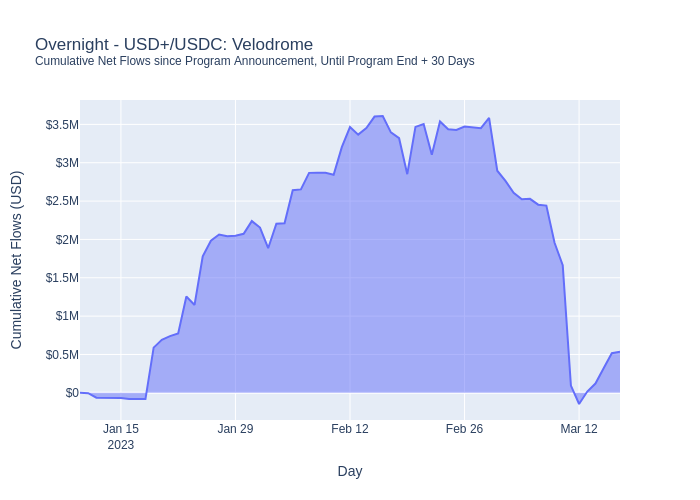 Overnight - USD+/USDC: Velodrome
Cumulative Net Flows since Program Announcement, Until Program End + 30 Days
Cumulative Net Flows (USD)
$3.5M
$3M
$2.5M
$2M
$1.5M
$1M
$0.5M
$0
Jan 15 Jan 29 Feb 12 Feb 26 Mar 12
2023
Day